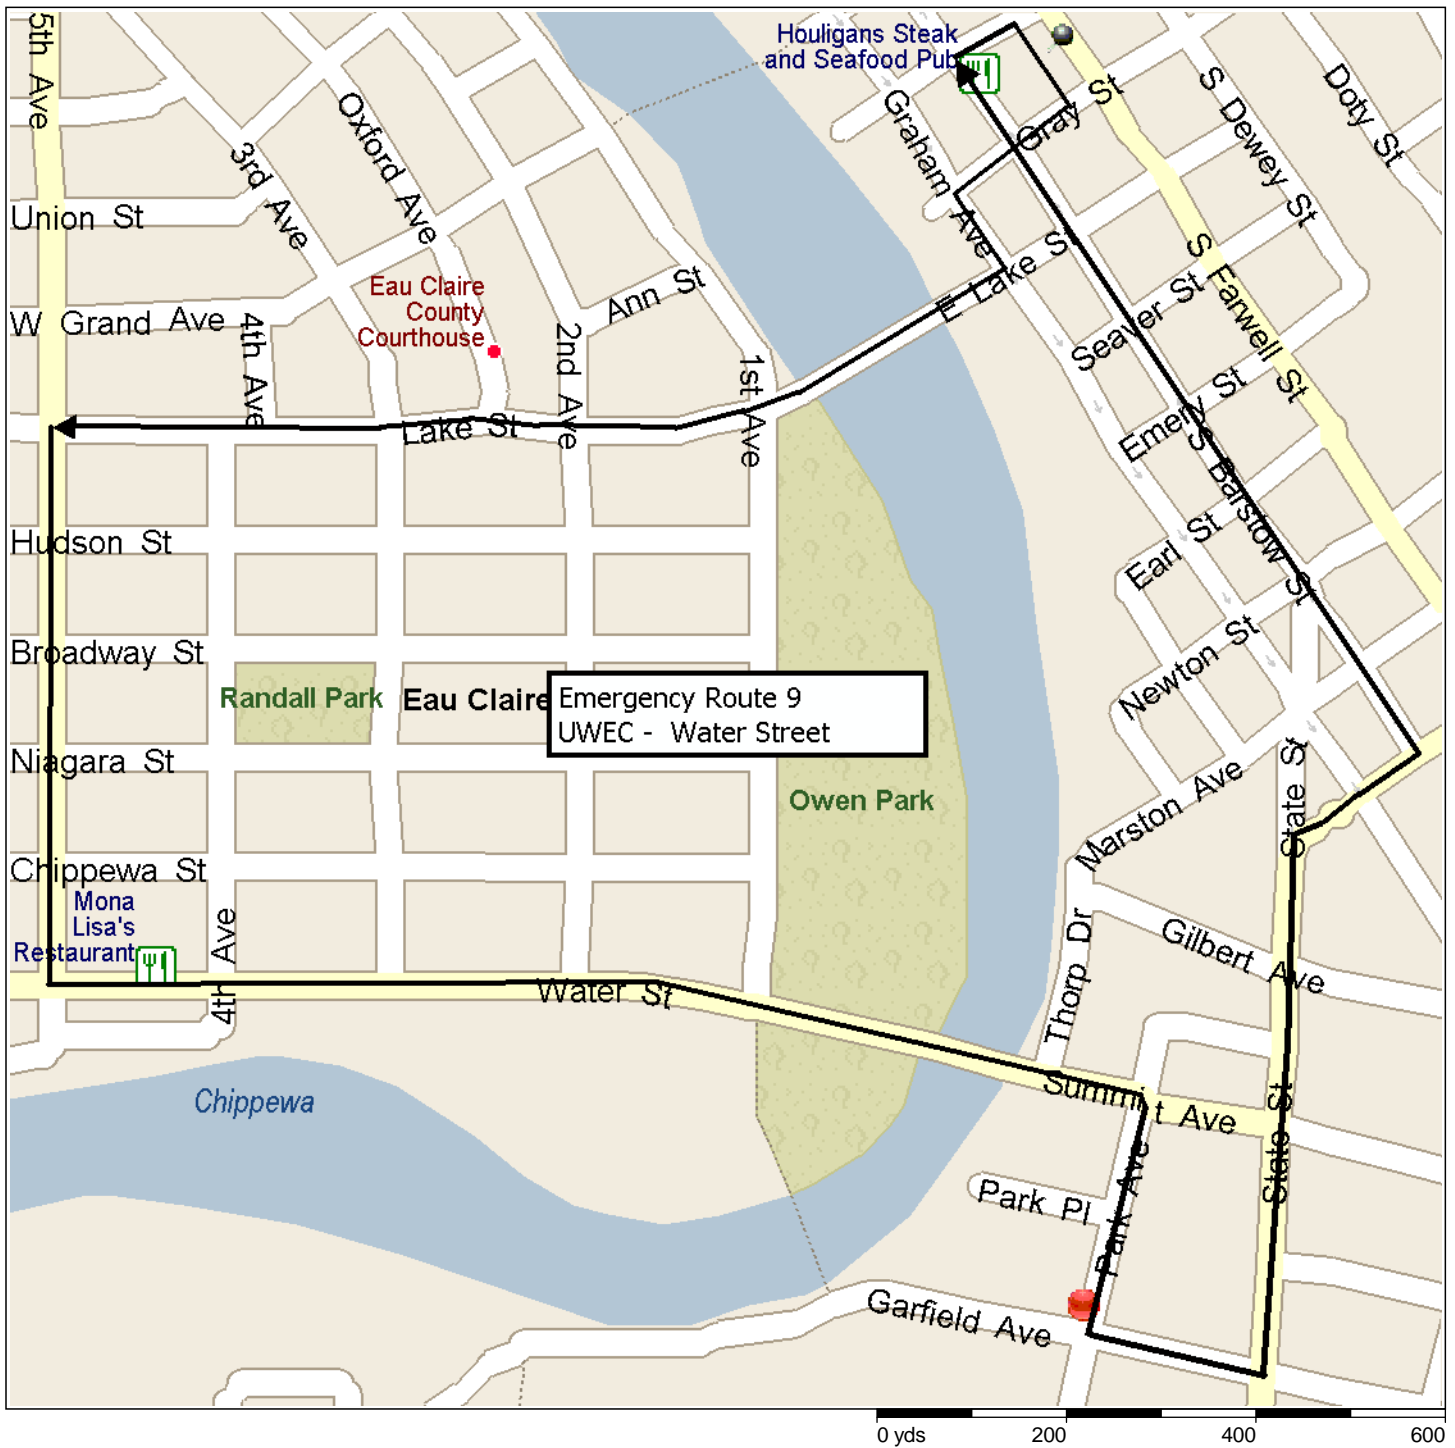 5th Ave
Houligans Steak
and Seafood Pub
Gray St
S Dewey St
Doty St
Oxford Ave
Graham Ave
3rd Ave
Union St
S Farwell St
E Lake S
Eau Claire
County
Courthouse
Ann St
W Grand Ave
4th Ave
2nd Ave
1st Ave
Seaver St
Emery St
Lake St
S Barstow St
Hudson St
Earl St
Newton St
Broadway St
Randall Park
Eau Claire
Emergency Route 9
UWEC - Water Street
Niagara St
Owen Park
Marston Ave
State St
Chippewa St
Mona
Lisa's
Restaurant
4th Ave
Thorp Dr
Gilbert Ave
Water St
Summit Ave
Chippewa
State St
State St
Park Ave
Park Pl
Garfield Ave
0 yds 200 400 600